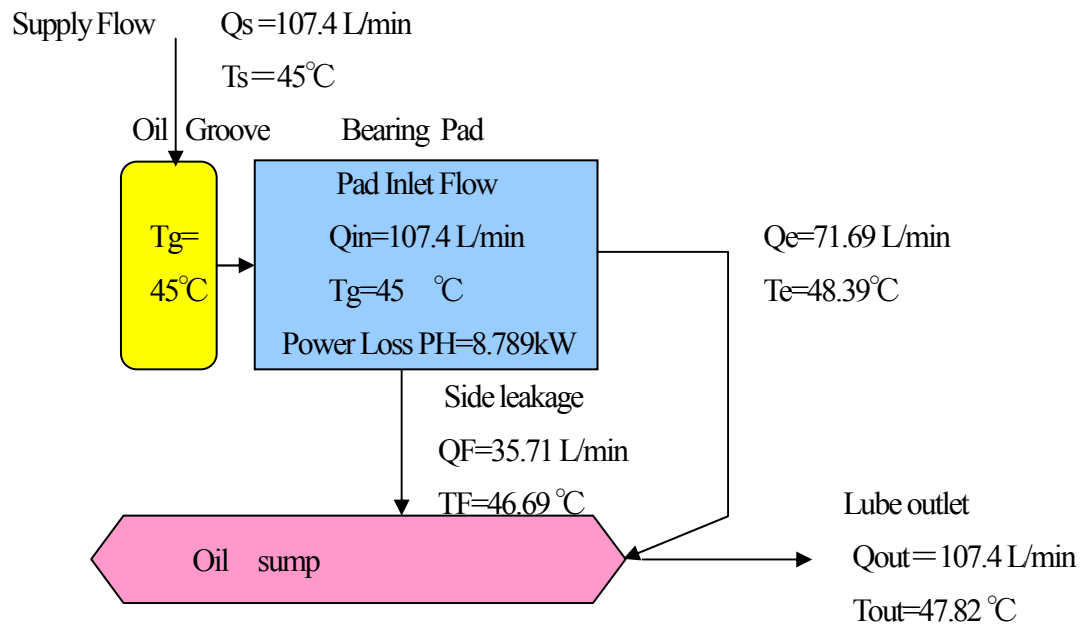 Supply Flow Qs =107.4 L/min
Ts＝45℃
Oil Groove Bearing Pad
Pad Inlet Flow
Tg= Qin=107.4 L/min Qe=71.69 L/min
45℃ Tg=45 ℃ Te=48.39℃
Power Loss PH=8.789kW
Side leakage
QF=35.71 L/min
TF=46.69 ℃ Lube outlet
Oil sump Qout＝107.4 L/min
Tout=47.82 ℃